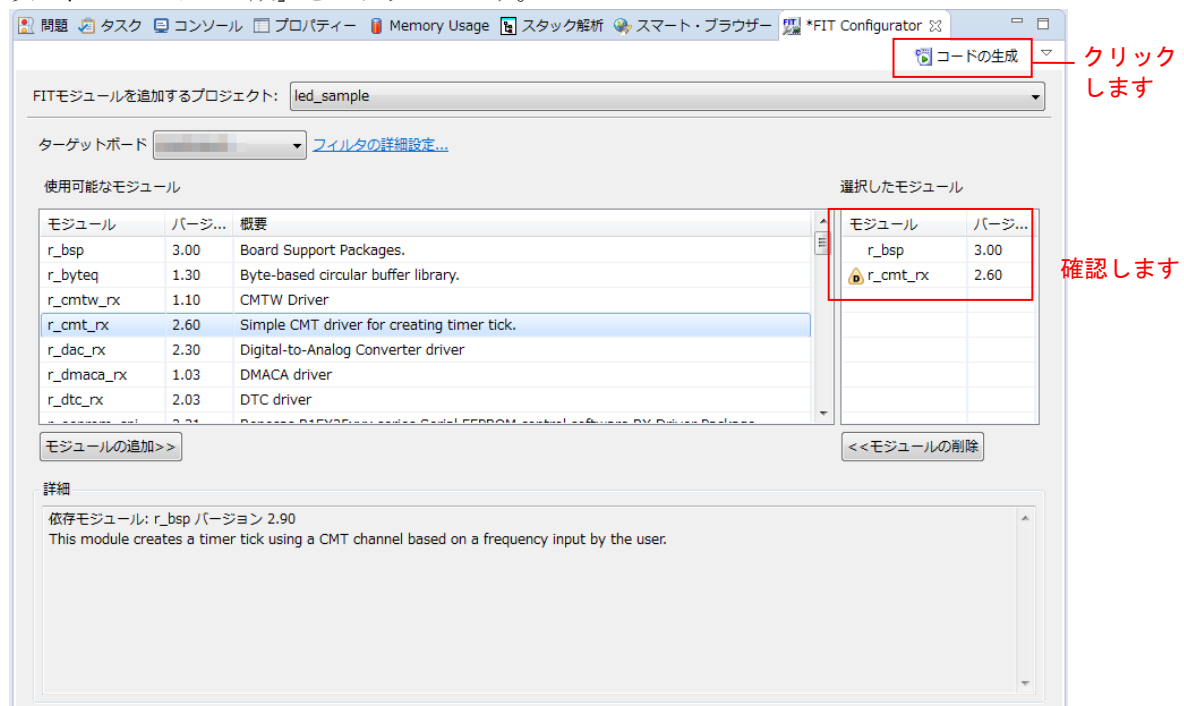 問題 タスク コンソール プロパティー Memory Usage スタック解析 スマート・ブラウザー *FIT Configurator
コードの生成
クリック
します
FITモジュールを追加するプロジェクト: led_sample
ターゲットボード フィルタの詳細設定...
使用可能なモジュール 選択したモジュール
モジュール バージ... 概要 モジュール バージ...
r_bsp 3.00 Board Support Packages. r_bsp 3.00
r_byteq 1.30 Byte-based circular buffer library. r_cmt_rx 2.60
確認します
r_cmtw_rx 1.10 CMTW Driver
r_cmt_rx 2.60 Simple CMT driver for creating timer tick.
r_dac_rx 2.30 Digital-to-Analog Converter driver
r_dmaca_rx 1.03 DMACA driver
r_dtc_rx 2.03 DTC driver
モジュールの追加>> <<モジュールの削除
詳細
依存モジュール: r_bsp バージョン 2.90
This module creates a timer tick using a CMT channel based on a frequency input by the user.